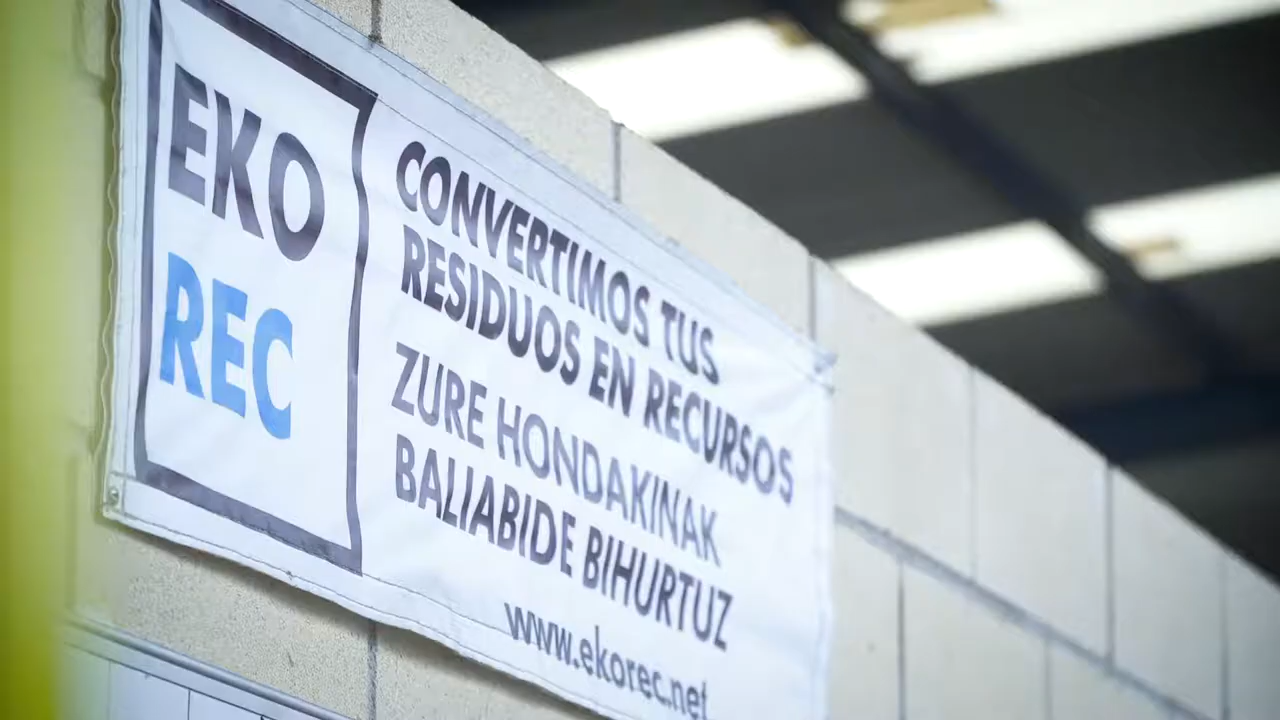 EKO
REC
CONVERTIMOS TUS
RESIDUOS EN RECURSOS
ZURE HONDAKINAK
BALIABIDE BIHURTUZ
www.ekorec.net